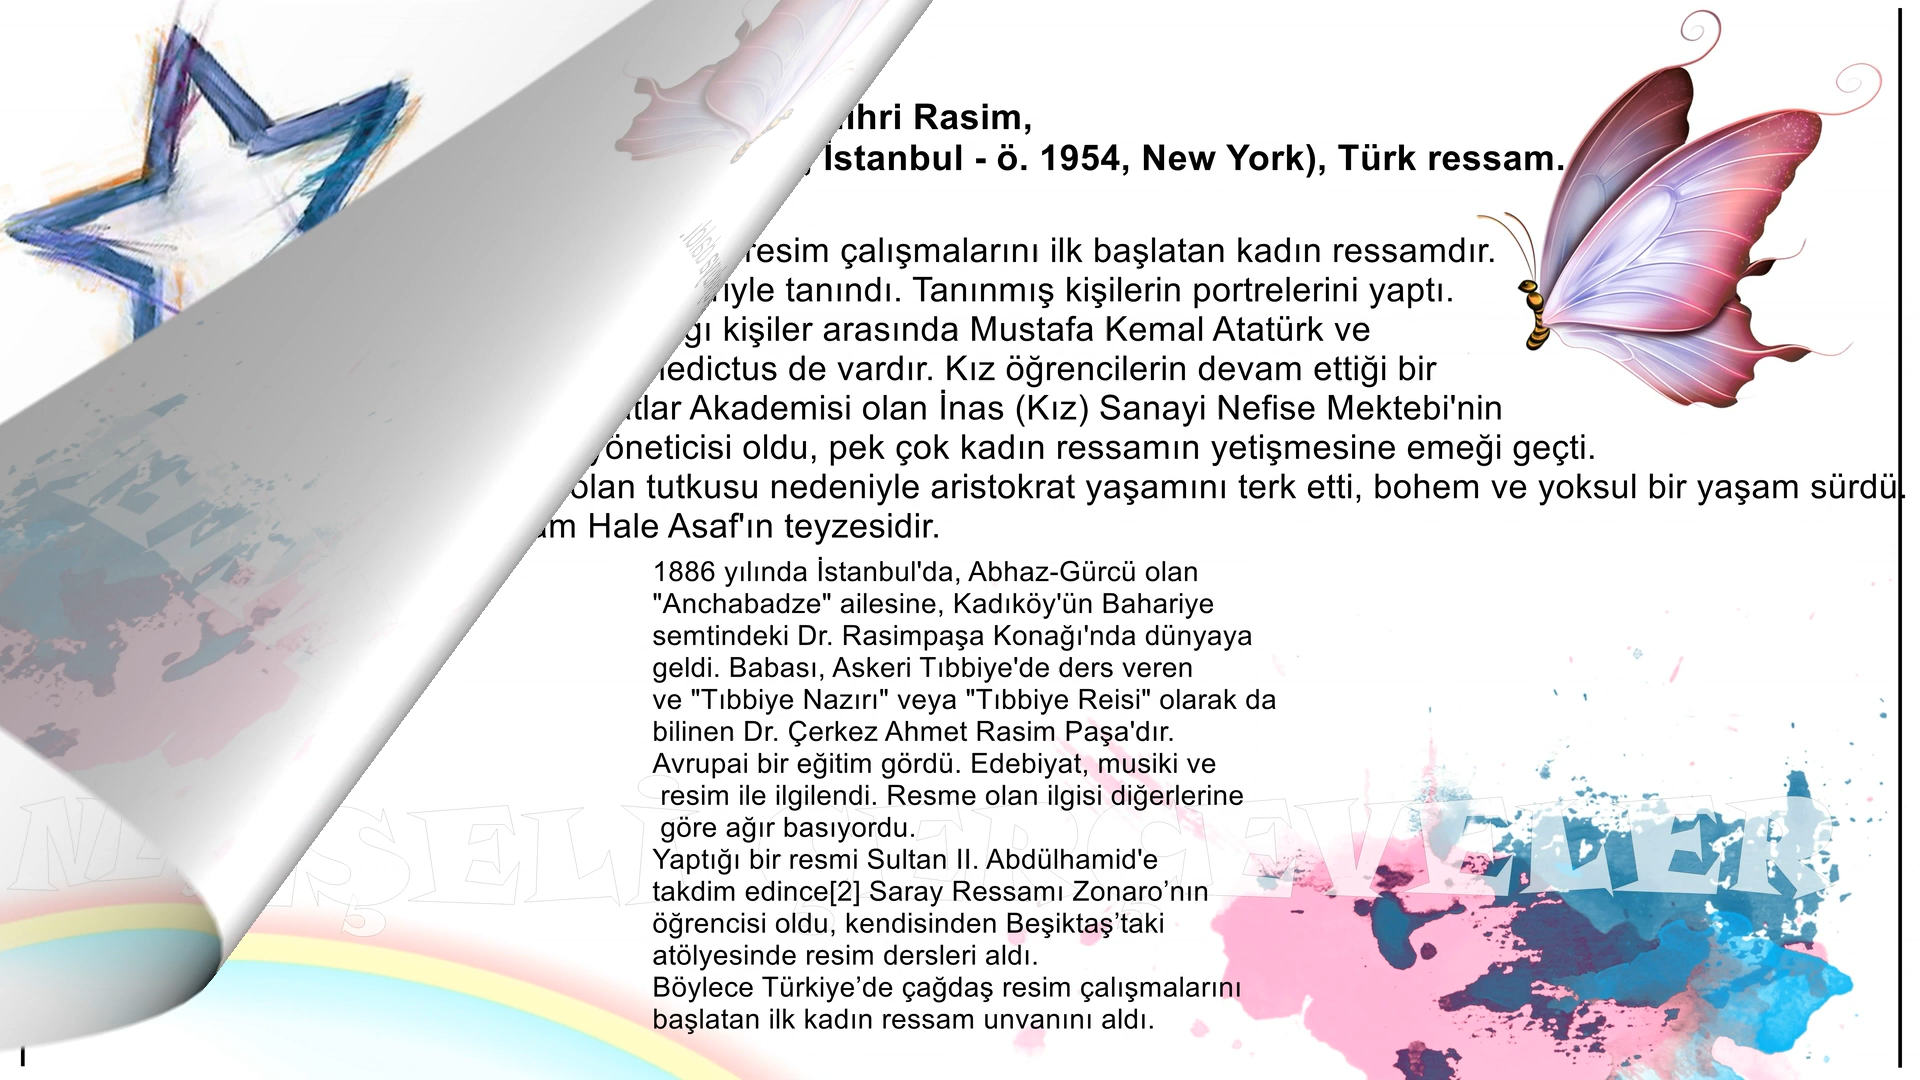 Rasim,
İstanbul - ö. 1954, New York), Türk ressam.
resim çalışmalarını ilk başlatan kadın ressamdır.
tanındı. Tanınmış kişilerin portrelerini yaptı.
kişiler arasında Mustafa Kemal Atatürk ve
de vardır. Kız öğrencilerin devam ettiği bir
Akademisi olan İnas (Kız) Sanayi Nefise Mektebi'nin
yöneticisi oldu, pek çok kadın ressamın yetişmesine emeği geçti.
olan tutkusu nedeniyle aristokrat yaşamını terk etti, bohem ve yoksul bir yaşam sürdü.
Hale Asaf'ın teyzesidir.
1886 yılında İstanbul'da, Abhaz-Gürcü olan
"Anchabadze" ailesine, Kadıköy'ün Bahariye
semtindeki Dr. Rasimpaşa Konağı'nda dünyaya
geldi. Babası, Askeri Tıbbiye'de ders veren
ve "Tıbbiye Nazırı" veya "Tıbbiye Reisi" olarak da
bilinen Dr. Çerkez Ahmet Rasim Paşa'dır.
Avrupai bir eğitim gördü. Edebiyat, musiki ve
resim ile ilgilendi. Resme olan ilgisi diğerlerine
göre ağır basıyordu.
Yaptığı bir resmi Sultan II. Abdülhamid'e
takdim edince[2] Saray Ressamı Zonaro’nın
öğrencisi oldu, kendisinden Beşiktaş’taki
atölyesinde resim dersleri aldı.
Böylece Türkiye’de çağdaş resim çalışmalarını
başlatan ilk kadın ressam unvanını aldı.
NEŞELİ ÇERÇEVELER